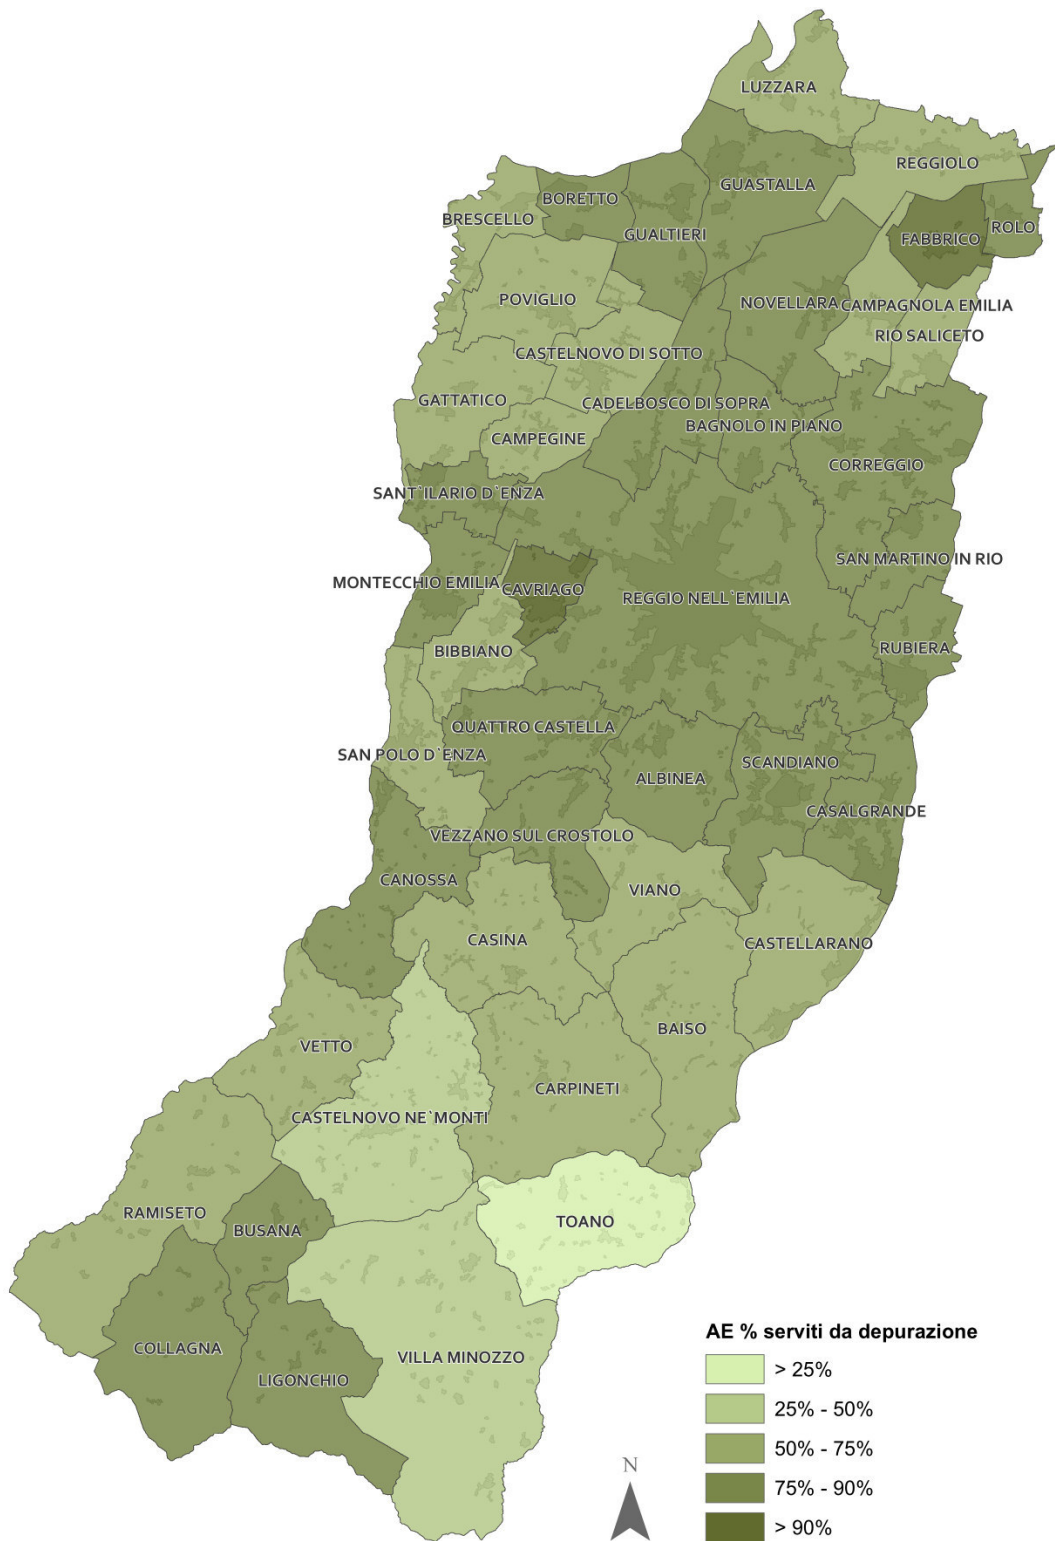 LUZZARA
REGGIOLO
GUASTALLA
BORETTO
BRESCELLO
ROLO
GUALTIERI
FABBRICO
POVIGLIO
NOVELLARA
CAMPAGNOLA EMILIA
RIO SALICETO
CASTELNOVO DI SOTTO
GATTATICO
CADELBOSCO DI SOPRA
BAGNOLO IN PIANO
CAMPEGINE
CORREGGIO
SANT`ILARIO D`ENZA
SAN MARTINO IN RIO
MONTECCHIO EMILIA
CAVRIAGO
REGGIO NELL`EMILIA
RUBIERA
BIBBIANO
QUATTRO CASTELLA
SAN POLO D`ENZA
SCANDIANO
ALBINEA
CASALGRANDE
VEZZANO SUL CROSTOLO
CANOSSA
VIANO
CASINA
CASTELLARANO
BAISO
VETTO
CARPINETI
CASTELNOVO NE`MONTI
RAMISETO
TOANO
BUSANA
COLLAGNA
VILLA MINOZZO
LIGONCHIO
AE % serviti da depurazione
> 25%
25% - 50%
50% - 75%
75% - 90%
> 90%
N